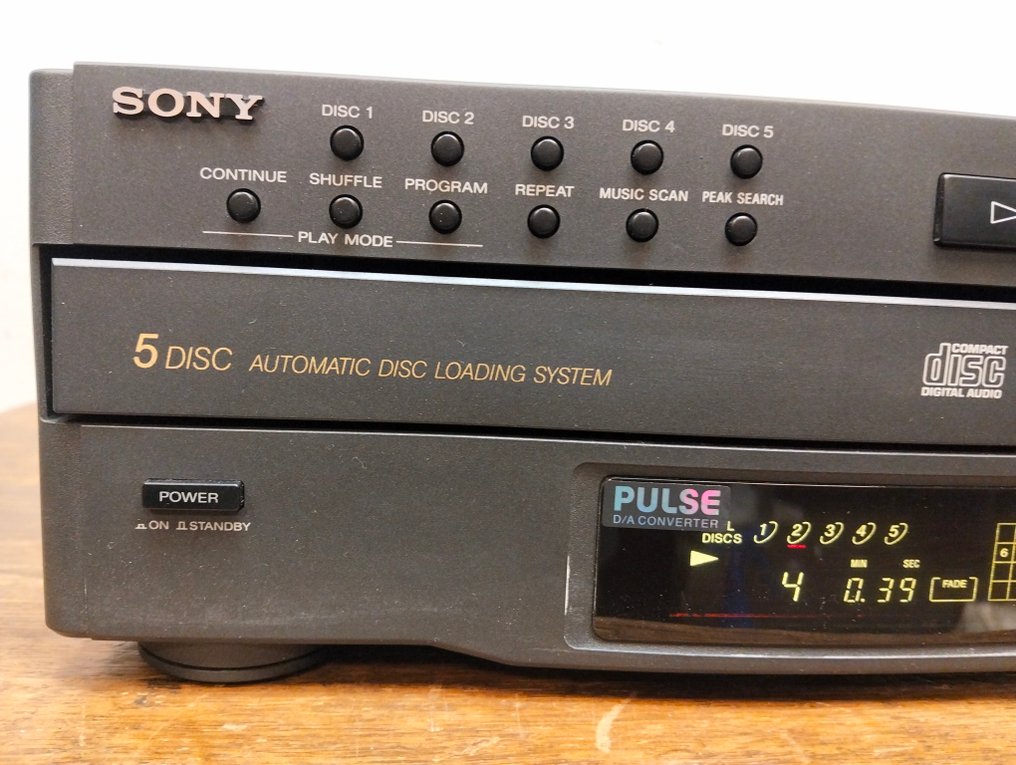 SONY
DISC 1 DISC 2 DISC 3 DISC 4 DISC 5
CONTINUE SHUFFLE PROGRAM REPEAT MUSIC SCAN PEAK SEARCH
PLAY MODE
5 DISC AUTOMATIC DISC LOADING SYSTEM
COMPACT
disc
DIGITAL AUDIO
POWER
ON STANDBY
PULSE
D/A CONVERTER
L
DISCS 1 2 3 4 5
MIN SEC
4 0.39 FADE
6